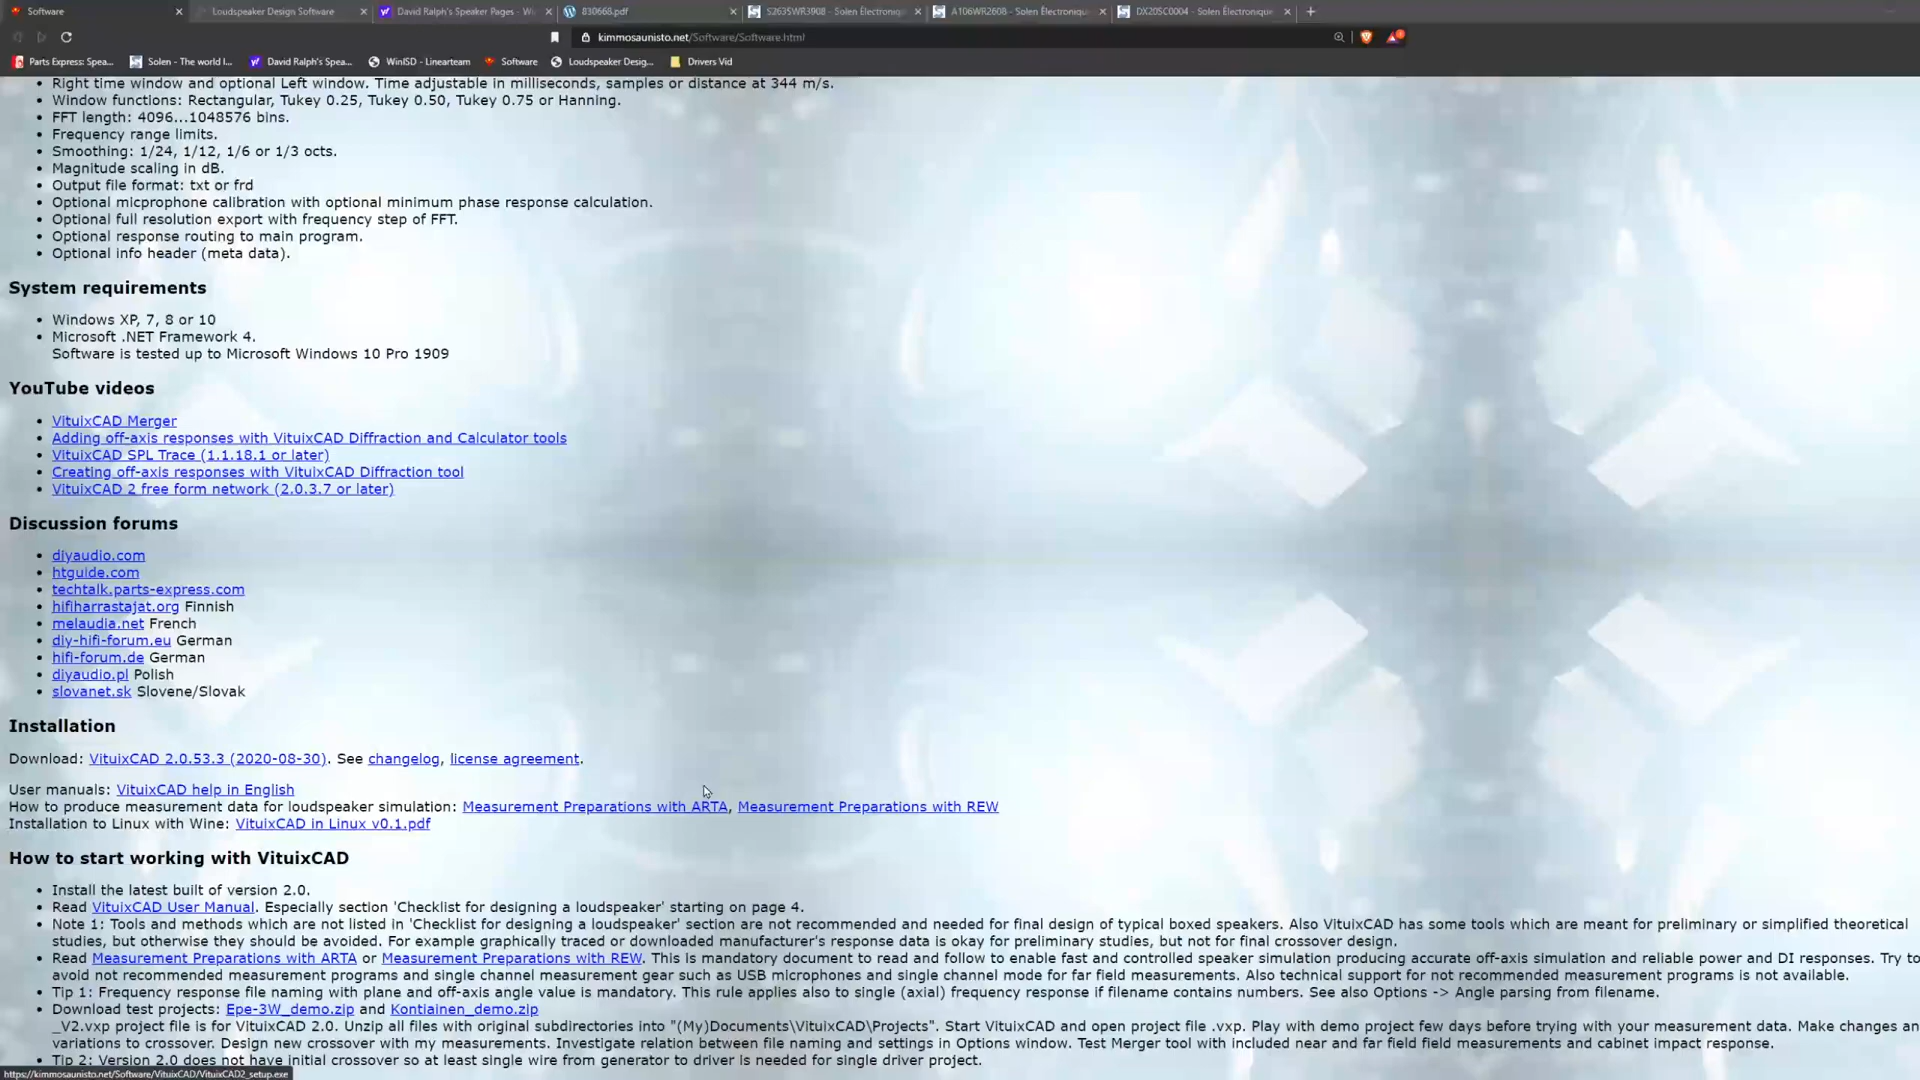 Software
Loudspeaker Design Software
David Ralph's Speaker Pages - Wi
830668.pdf
S2635WR3908 - Solen Électroniqu
A106WR2608 - Solen Électroniqu
DX20SC0004 - Solen Électronique
kimmosaunisto.net/Software/Software.html
Parts Express: Spea...
Solen - The world l...
David Ralph's Spea...
WinISD - Linearteam
Software
Loudspeaker Desig...
Drivers Vid
Right time window and optional Left window. Time adjustable in milliseconds, samples or distance at 344 m/s.
Window functions: Rectangular, Tukey 0.25, Tukey 0.50, Tukey 0.75 or Hanning.
FFT length: 4096...1048576 bins.
Frequency range limits.
Smoothing: 1/24, 1/12, 1/6 or 1/3 octs.
Magnitude scaling in dB.
Output file format: txt or frd
Optional micprophone calibration with optional minimum phase response calculation.
Optional full resolution export with frequency step of FFT.
Optional response routing to main program.
Optional info header (meta data).
System requirements
Windows XP, 7, 8 or 10
Microsoft .NET Framework 4.
Software is tested up to Microsoft Windows 10 Pro 1909
YouTube videos
VituixCAD Merger
Adding off-axis responses with VituixCAD Diffraction and Calculator tools
VituixCAD SPL Trace (1.1.18.1 or later)
Creating off-axis responses with VituixCAD Diffraction tool
VituixCAD 2 free form network (2.0.3.7 or later)
Discussion forums
diyaudio.com
htguide.com
techtalk.parts-express.com
hifiharrastajat.org Finnish
melaudia.net French
diy-hifi-forum.eu German
hifi-forum.de German
diyaudio.pl Polish
slovanet.sk Slovene/Slovak
Installation
Download: VituixCAD 2.0.53.3 (2020-08-30). See changelog, license agreement.
User manuals: VituixCAD help in English
How to produce measurement data for loudspeaker simulation: Measurement Preparations with ARTA, Measurement Preparations with REW
Installation to Linux with Wine: VituixCAD in Linux v0.1.pdf
How to start working with VituixCAD
Install the latest built of version 2.0.
Read VituixCAD User Manual. Especially section 'Checklist for designing a loudspeaker' starting on page 4.
Note 1: Tools and methods which are not listed in 'Checklist for designing a loudspeaker' section are not recommended and needed for final design of typical boxed speakers. Also VituixCAD has some tools which are meant for preliminary or simplified theoretical
studies, but otherwise they should be avoided. For example graphically traced or downloaded manufacturer's response data is okay for preliminary studies, but not for final crossover design.
Read Measurement Preparations with ARTA or Measurement Preparations with REW. This is mandatory document to read and follow to enable fast and controlled speaker simulation producing accurate off-axis simulation and reliable power and DI responses. Try to
avoid not recommended measurement programs and single channel measurement gear such as USB microphones and single channel mode for far field measurements. Also technical support for not recommended measurement programs is not available.
Tip 1: Frequency response file naming with plane and off-axis angle value is mandatory. This rule applies also to single (axial) frequency response if filename contains numbers. See also Options -> Angle parsing from filename.
Download test projects: Epe-3W_demo.zip and Kontiainen_demo.zip
_V2.vxp project file is for VituixCAD 2.0. Unzip all files with original subdirectories into "(My)Documents\VituixCAD\Projects". Start VituixCAD and open project file .vxp. Play with demo project few days before trying with your measurement data. Make changes an
variations to crossover. Design new crossover with my measurements. Investigate relation between file naming and settings in Options window. Test Merger tool with included near and far field field measurements and cabinet impact response.
Tip 2: Version 2.0 does not have initial crossover so at least single wire from generator to driver is needed for single driver project.
https://kimmosaunisto.net/Software/VituixCAD/VituixCAD2_setup.exe